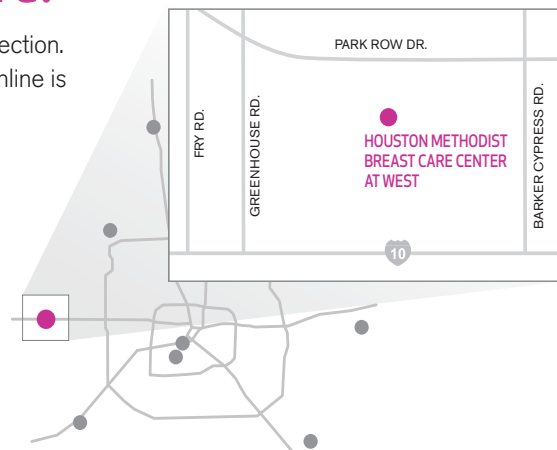 ection.
nline is
PARK ROW DR.
FRY RD.
GREENHOUSE RD.
BARKER CYPRESS RD.
HOUSTON METHODIST
BREAST CARE CENTER
AT WEST
10